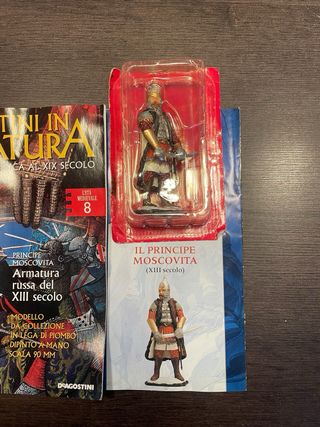 TINI IN
ATURA
CA AL XIX SECOLO
L'ETÀ
MEDIEVALE
8
PRINCIPE
MOSCOVITA
Armatura
russa del
XIII secolo
MODELLO
DA COLLEZIONE
IN LEGA DI PIOMBO
DIPINTO A MANO
SCALA 90 MM
DEAGOSTINI
IL PRINCIPE
MOSCOVITA
(XIII secolo)